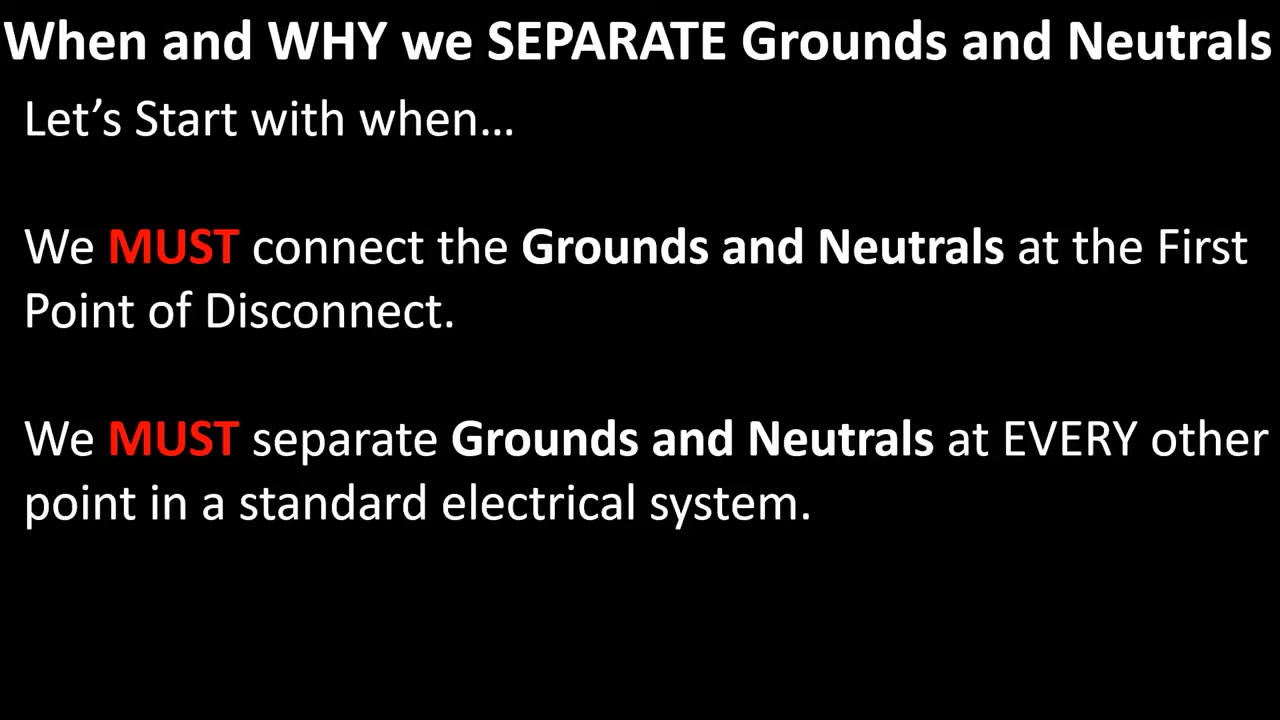 When and WHY we SEPARATE Grounds and Neutrals
Let’s Start with when…
We MUST connect the Grounds and Neutrals at the First
Point of Disconnect.
We MUST separate Grounds and Neutrals at EVERY other
point in a standard electrical system.